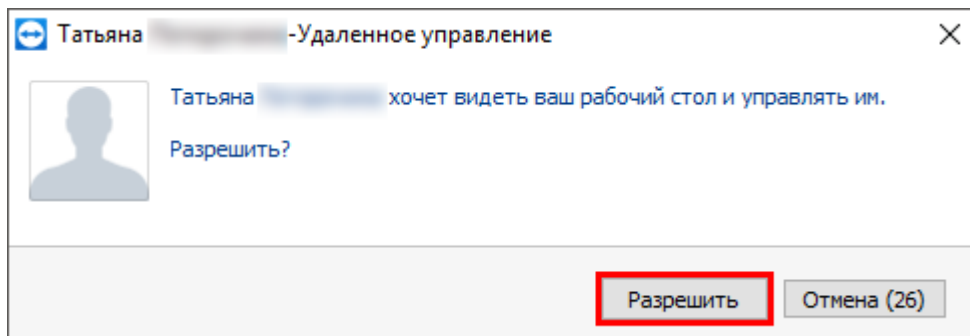 Татьяна -Удаленное управление
Татьяна хочет видеть ваш рабочий стол и управлять им.
Разрешить?
Разрешить Отмена (26)